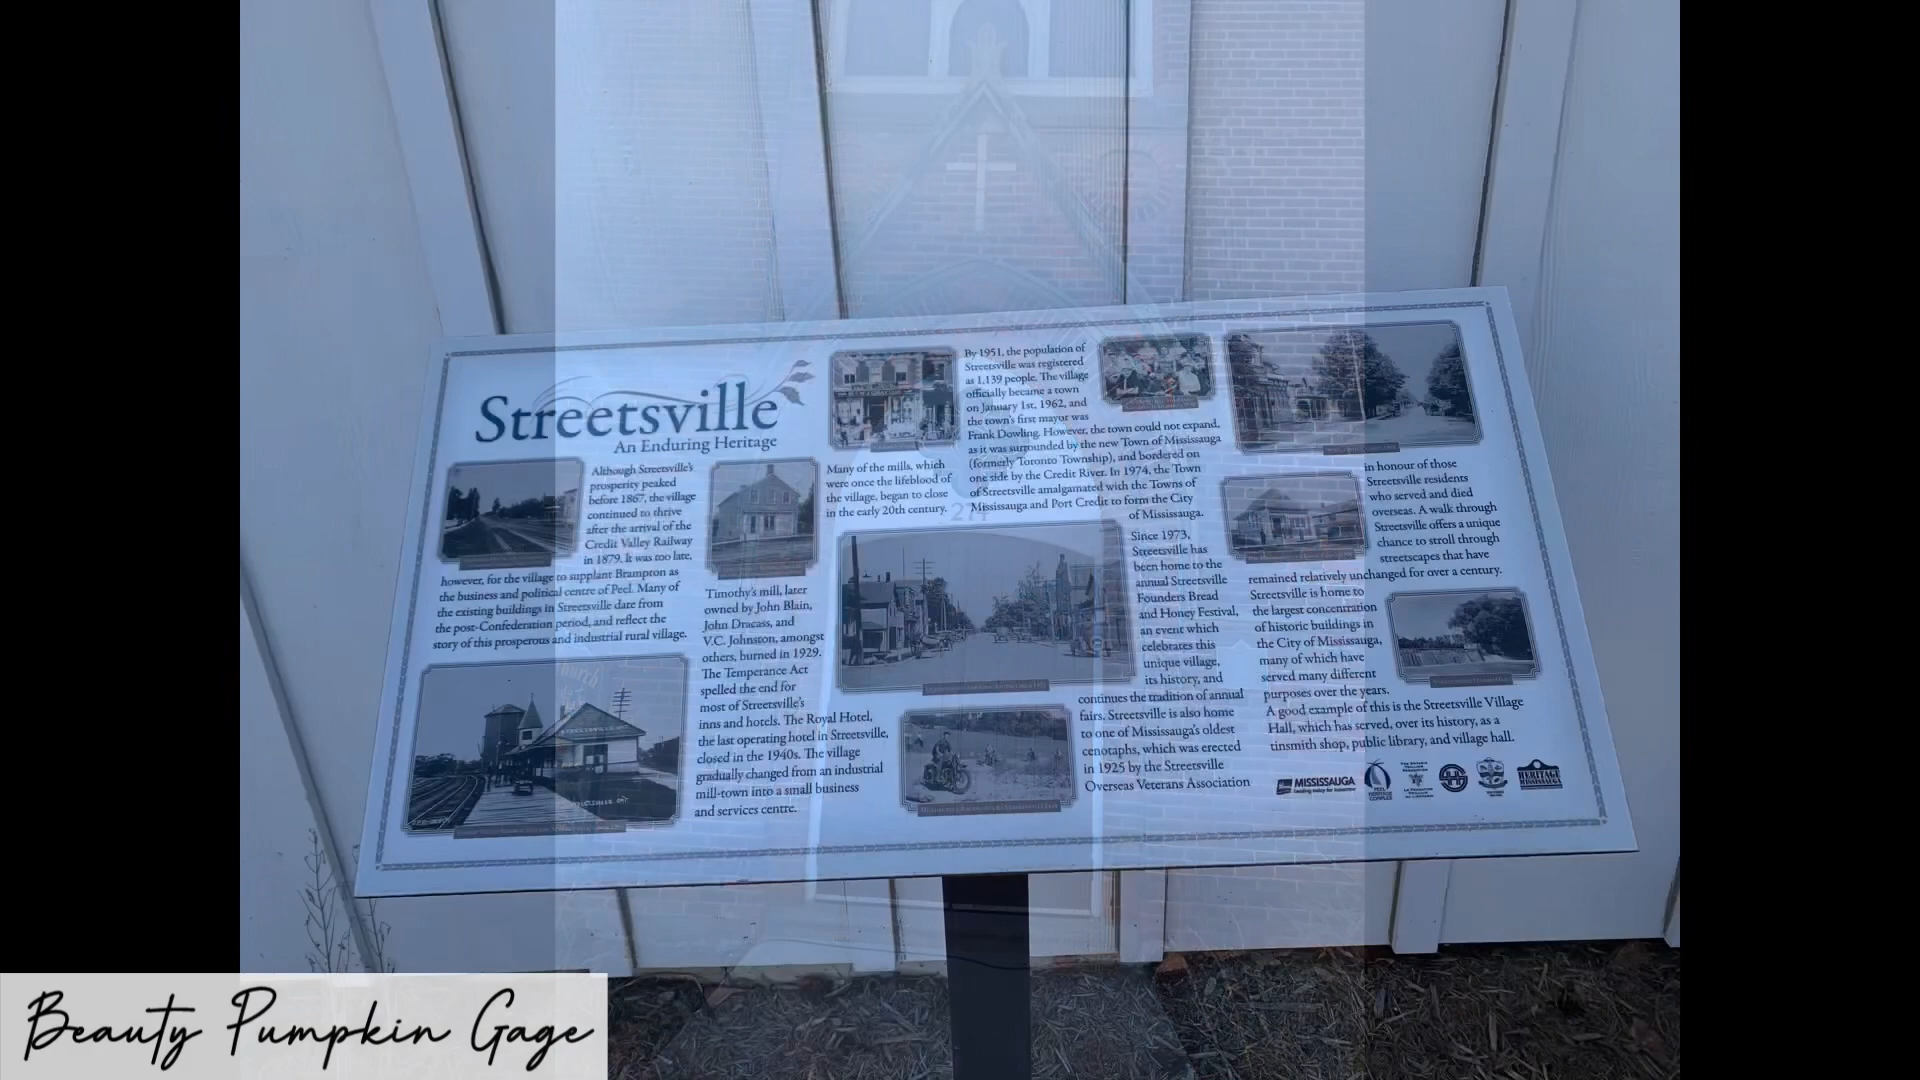 Streetsville
An Enduring Heritage
Although Streetsville's
prosperity peaked
before 1867, the village
continued to thrive
after the arrival of the
Credit Valley Railway
in 1879. It was too late,
however, for the village to supplant Brampton as
the business and political centre of Peel. Many of
the existing buildings in Streetsville date from
the post-Confederation period, and reflect the
story of this prosperous and industrial rural village.
Timothy's mill, later
owned by John Blain,
John Dracass, and
V.C. Johnston, amongst
others, burned in 1929.
The Temperance Act
spelled the end for
most of Streetsville's
inns and hotels. The Royal Hotel,
the last operating hotel in Streetsville,
closed in the 1940s. The village
gradually changed from an industrial
mill-town into a small business
and services centre.
Many of the mills, which
were once the lifeblood of
the village, began to close
in the early 20th century.
By 1951, the population of
Streetsville was registered
as 1,139 people. The village
officially became a town
on January 1st, 1962, and
the town's first mayor was
Frank Dowling. However, the town could not expand,
as it was surrounded by the new Town of Mississauga
(formerly Toronto Township), and bordered on
one side by the Credit River. In 1974, the Town
of Streetsville amalgamated with the Towns of
Mississauga and Port Credit to form the City
of Mississauga.
Since 1973,
Streetsville has
been home to the
annual Streetsville
Founders Bread
and Honey Festival,
an event which
celebrates this
unique village,
its history, and
continues the tradition of annual
fairs. Streetsville is also home
to one of Mississauga's oldest
cenotaphs, which was erected
in 1925 by the Streetsville
Overseas Veterans Association
in honour of those
Streetsville residents
who served and died
overseas. A walk through
Streetsville offers a unique
chance to stroll through
streetscapes that have
remained relatively unchanged for over a century.
Streetsville is home to
the largest concentration
of historic buildings in
the City of Mississauga,
many of which have
served many different
purposes over the years.
A good example of this is the Streetsville Village
Hall, which has served, over its history, as a
tinsmith shop, public library, and village hall.
MISSISSAUGA
Leading today for tomorrow
HERITAGE
MISSISSAUGA
274
Church
Beauty Pumpkin Gage